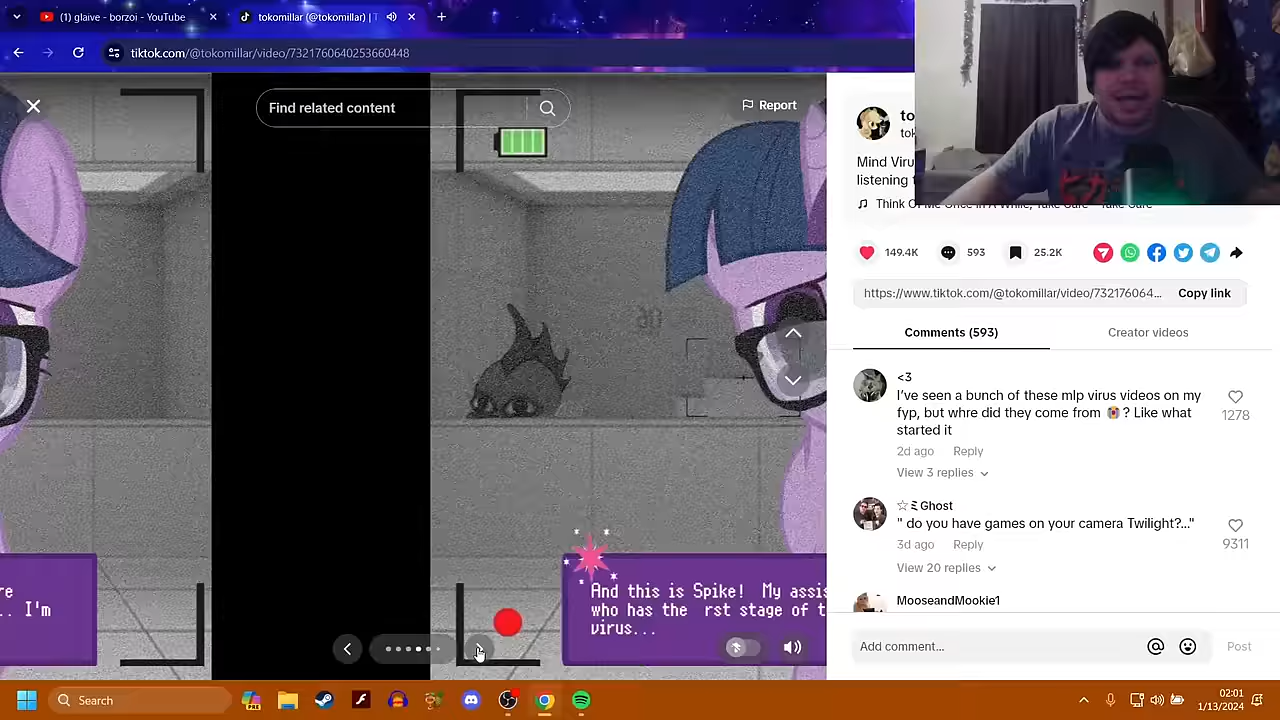 (1) glaive - borzoi - YouTube
tokomillar (@tokomillar) | T
tiktok.com/@tokomillar/video/7321760640253660448
Find related content
Report
to
tok
Mind Viru
listening t
Think Of Me Once In A While, Take Care - Take Care
149.4K
593
25.2K
https://www.tiktok.com/@tokomillar/video/732176064...
Copy link
Comments (593)
Creator videos
<3
I've seen a bunch of these mlp virus videos on my
fyp, but whre did they come from 😭? Like what
started it
1278
2d ago
Reply
View 3 replies
Ghost
" do you have games on your camera Twilight?..."
9311
3d ago
Reply
View 20 replies
MooseandMookie1
re
.. I'm
And this is Spike! My assis
who has the rst stage of t
virus...
Add comment...
Post
Search
02:01
1/13/2024